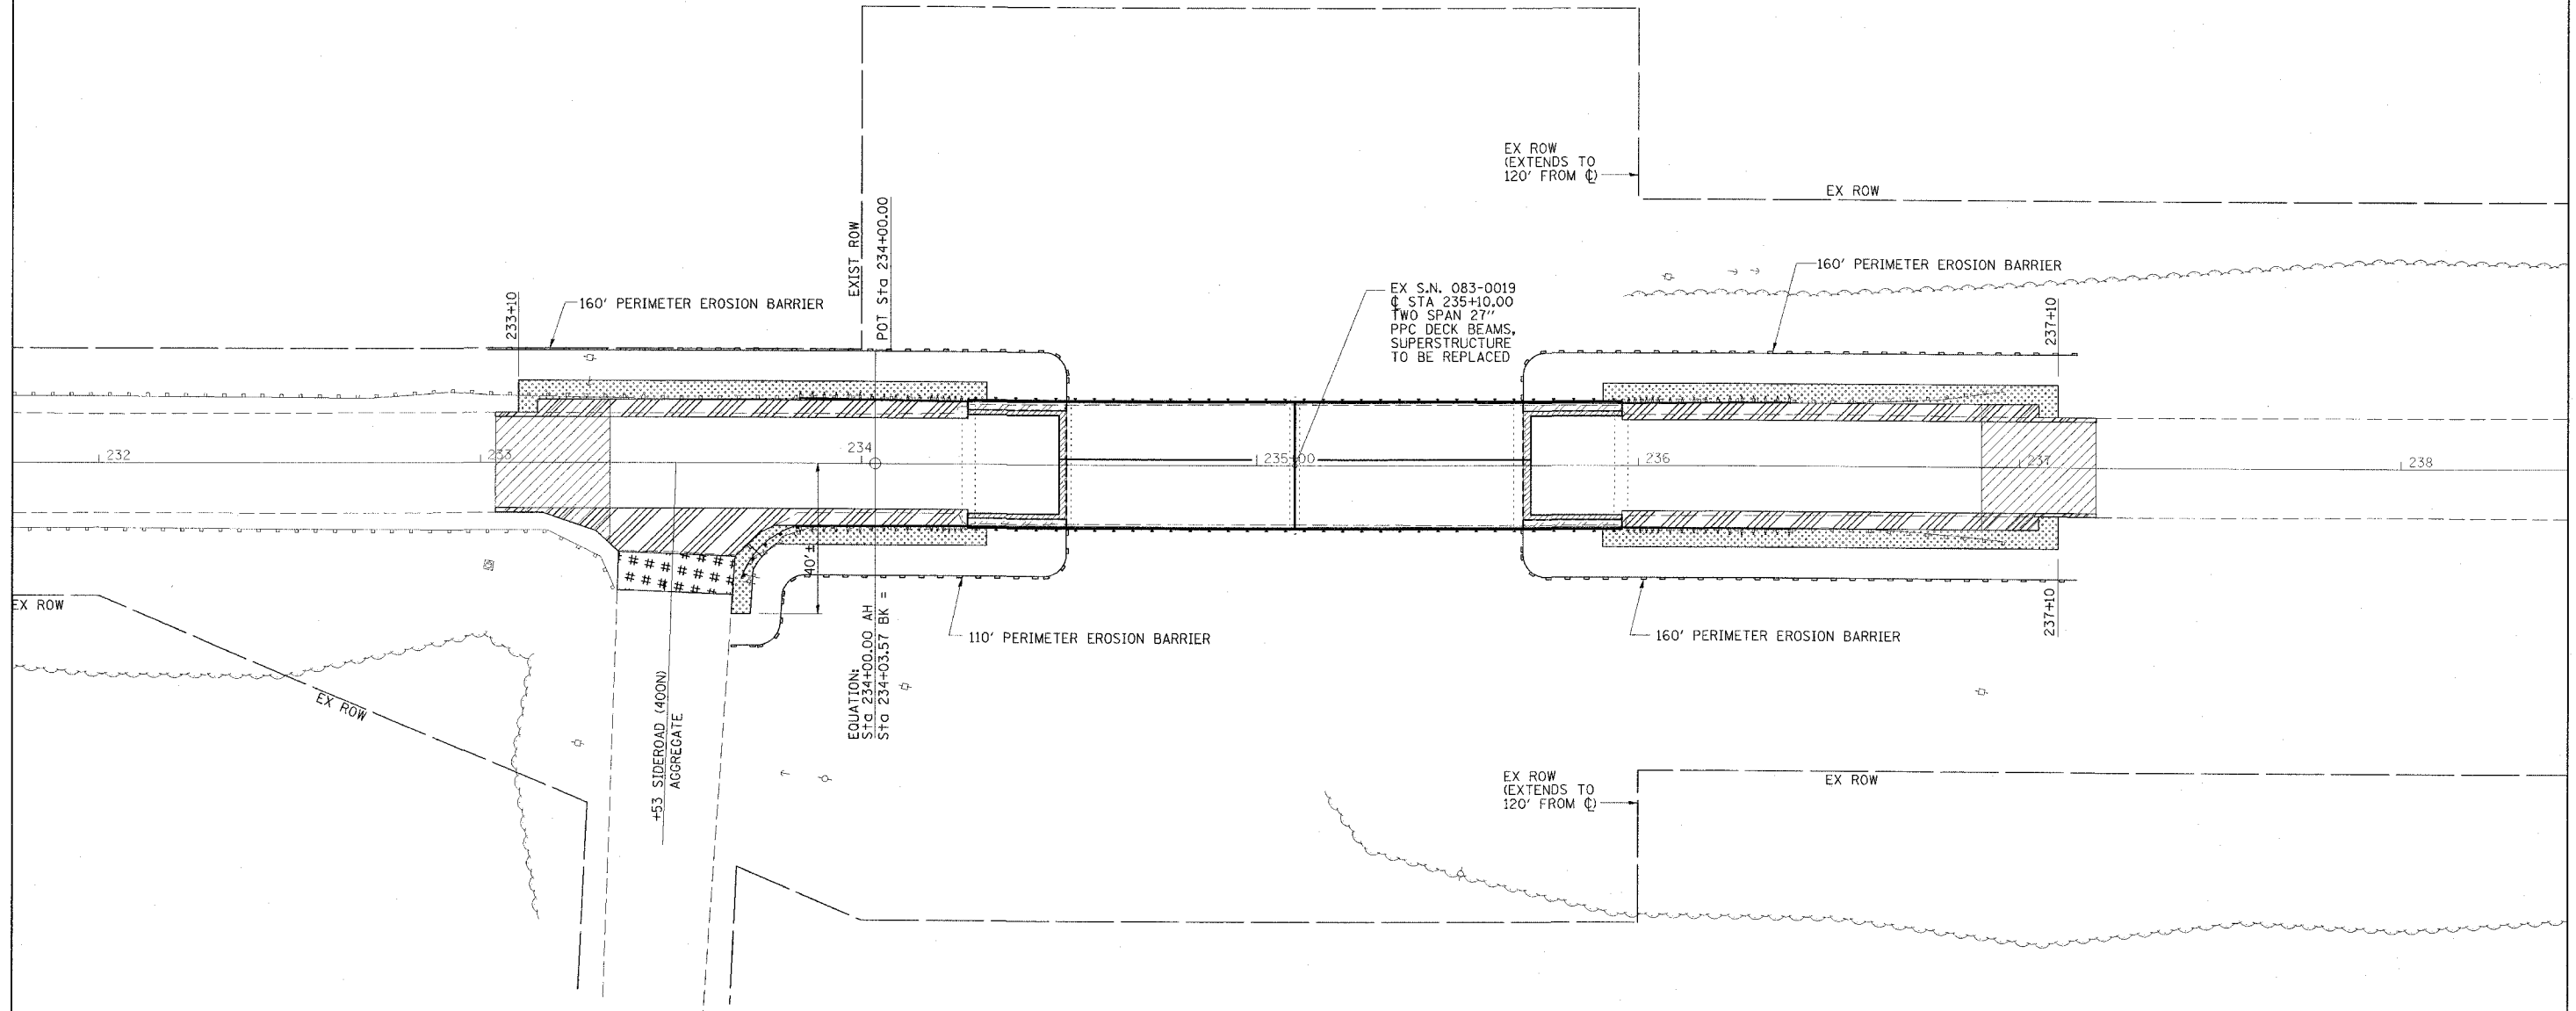 EX ROW
(EXTENDS TO
120' FROM ℄)
EX ROW
EXIST ROW
POT Sta 234+00.00
160' PERIMETER EROSION BARRIER
233+10
160' PERIMETER EROSION BARRIER
EX S.N. 083-0019
℄ STA 235+10.00
TWO SPAN 27''
PPC DECK BEAMS,
SUPERSTRUCTURE
TO BE REPLACED
237+10
232
233
234
235+00
236
237
238
40'±
EX ROW
EX ROW
110' PERIMETER EROSION BARRIER
160' PERIMETER EROSION BARRIER
237+10
EQUATION:
Sta 234+00.00 AH
Sta 234+03.57 BK =
+53 SIDEROAD (400N)
AGGREGATE
EX ROW
(EXTENDS TO
120' FROM ℄)
EX ROW